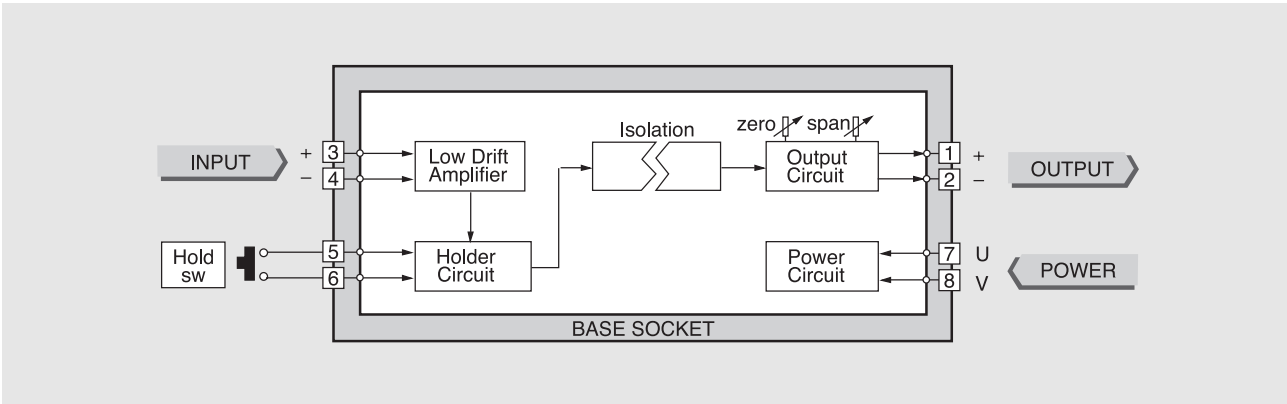 INPUT
+ 3
− 4
Low Drift
Amplifier
Isolation
zero span
Output
Circuit
1 +
2 −
OUTPUT
Hold
sw
5
6
Holder
Circuit
Power
Circuit
7 U
8 V
POWER
BASE SOCKET